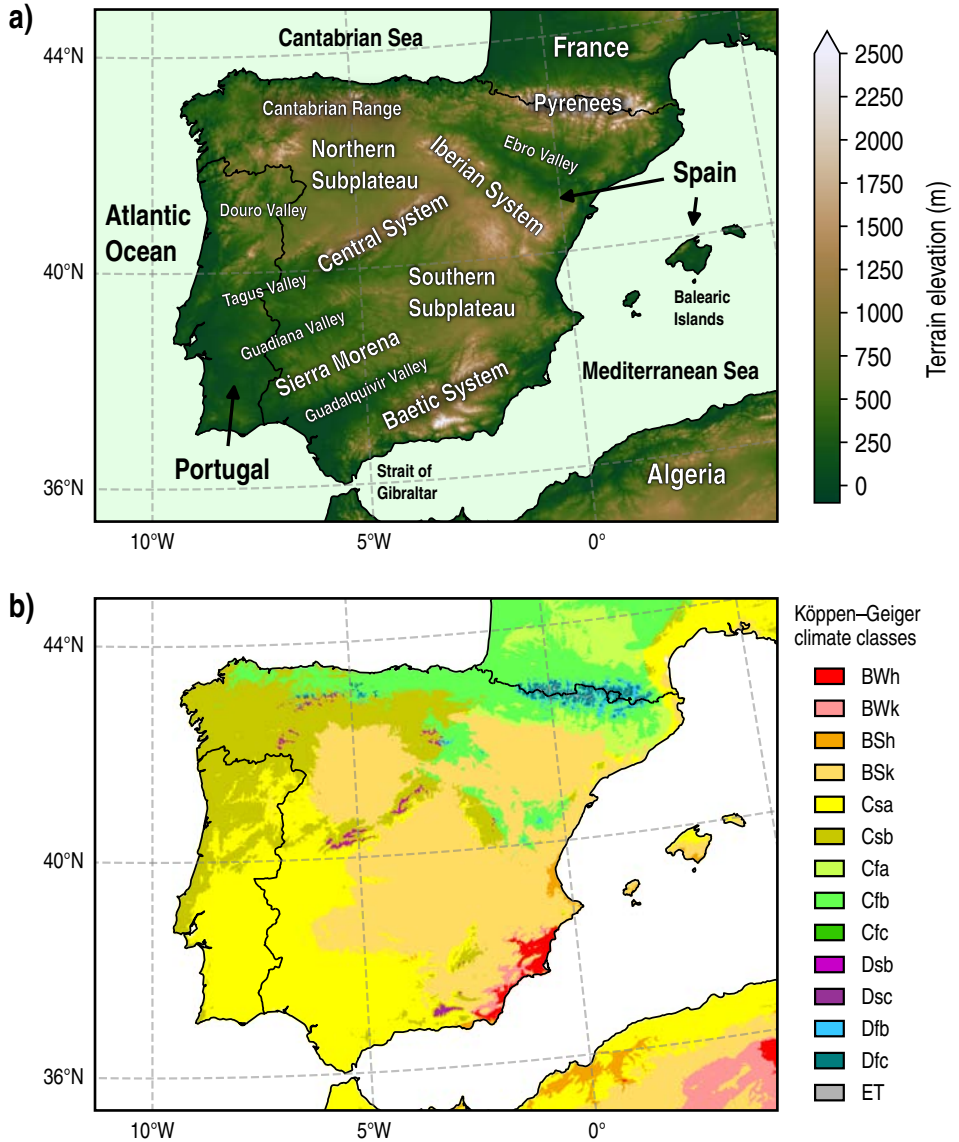 a)
44°N
40°N
36°N
10°W
5°W
0°
Cantabrian Sea
France
Cantabrian Range
Pyrenees
Northern
Subplateau
Iberian System
Ebro Valley
Spain
Atlantic
Ocean
Douro Valley
Central System
Southern
Subplateau
Tagus Valley
Balearic
Islands
Guadiana Valley
Sierra Morena
Guadalquivir Valley
Baetic System
Mediterranean Sea
Portugal
Strait of
Gibraltar
Algeria
2500
2250
2000
1750
1500
1250
1000
750
500
250
0
Terrain elevation (m)
b)
44°N
40°N
36°N
10°W
5°W
0°
Köppen–Geiger
climate classes
BWh
BWk
BSh
BSk
Csa
Csb
Cfa
Cfb
Cfc
Dsb
Dsc
Dfb
Dfc
ET